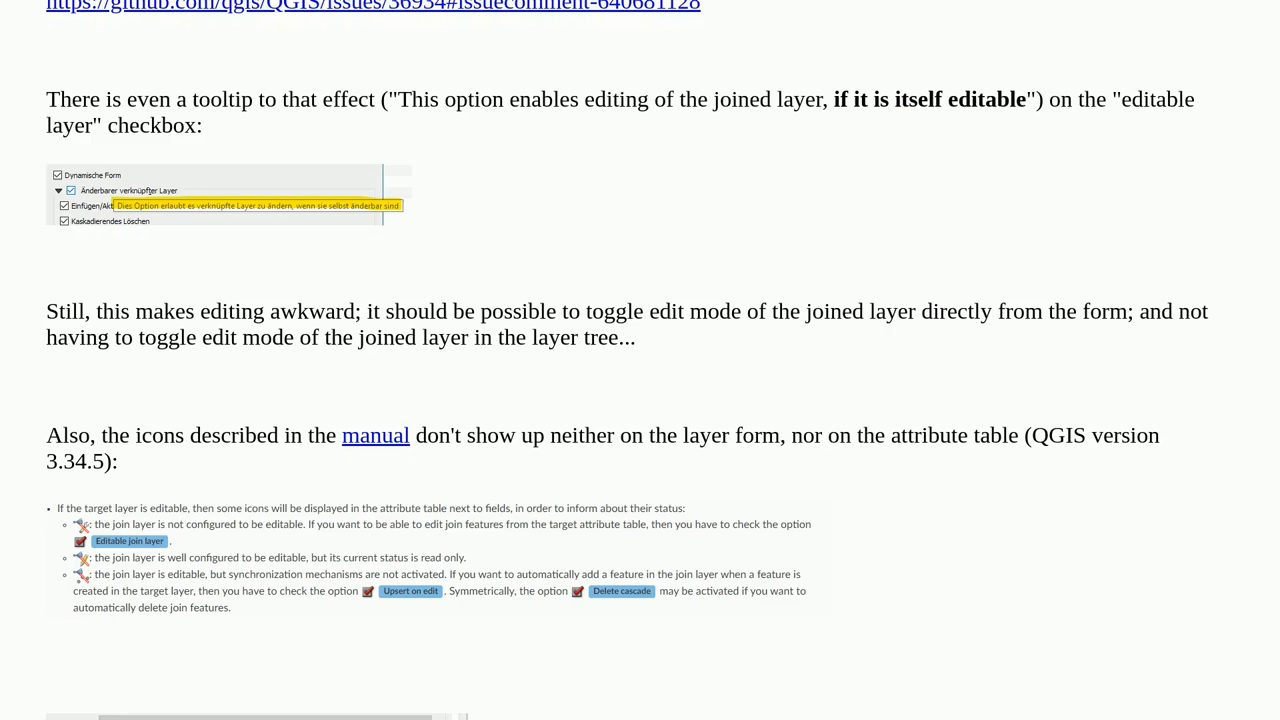 https://github.com/qgis/QGIS/issues/36934#issuecomment-640681128
There is even a tooltip to that effect ("This option enables editing of the joined layer, if it is itself editable") on the "editable
layer" checkbox:
Dynamische Form
Änderbarer verknüpfter Layer
Einfügen/Akt Dies Option erlaubt es verknüpfte Layer zu ändern, wenn sie selbst änderbar sind
Kaskadierendes Löschen
Still, this makes editing awkward; it should be possible to toggle edit mode of the joined layer directly from the form; and not
having to toggle edit mode of the joined layer in the layer tree...
Also, the icons described in the manual don't show up neither on the layer form, nor on the attribute table (QGIS version
3.34.5):
• If the target layer is editable, then some icons will be displayed in the attribute table next to fields, in order to inform about their status:
: the join layer is not configured to be editable. If you want to be able to edit join features from the target attribute table, then you have to check the option
Editable join layer .
: the join layer is well configured to be editable, but its current status is read only.
: the join layer is editable, but synchronization mechanisms are not activated. If you want to automatically add a feature in the join layer when a feature is
created in the target layer, then you have to check the option Upsert on edit . Symmetrically, the option Delete cascade may be activated if you want to
automatically delete join features.